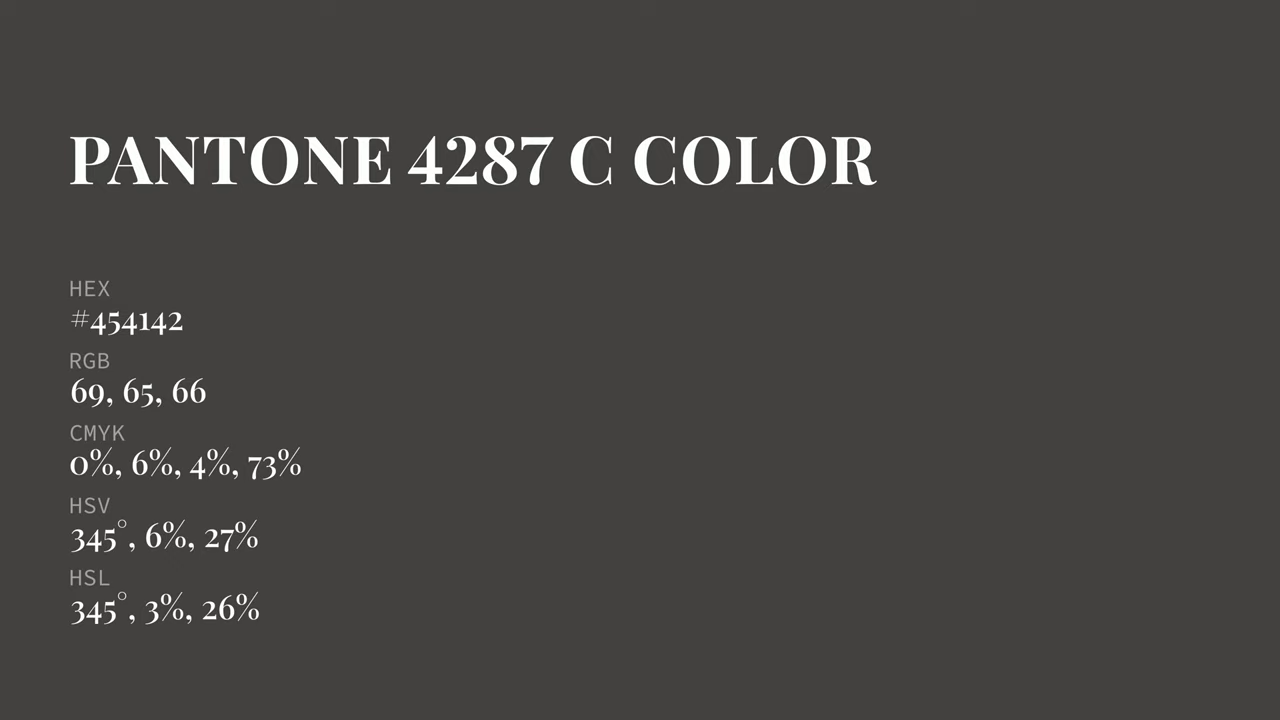 PANTONE 4287 C COLOR
HEX
#454142
RGB
69, 65, 66
CMYK
0%, 6%, 4%, 73%
HSV
345°, 6%, 27%
HSL
345°, 3%, 26%